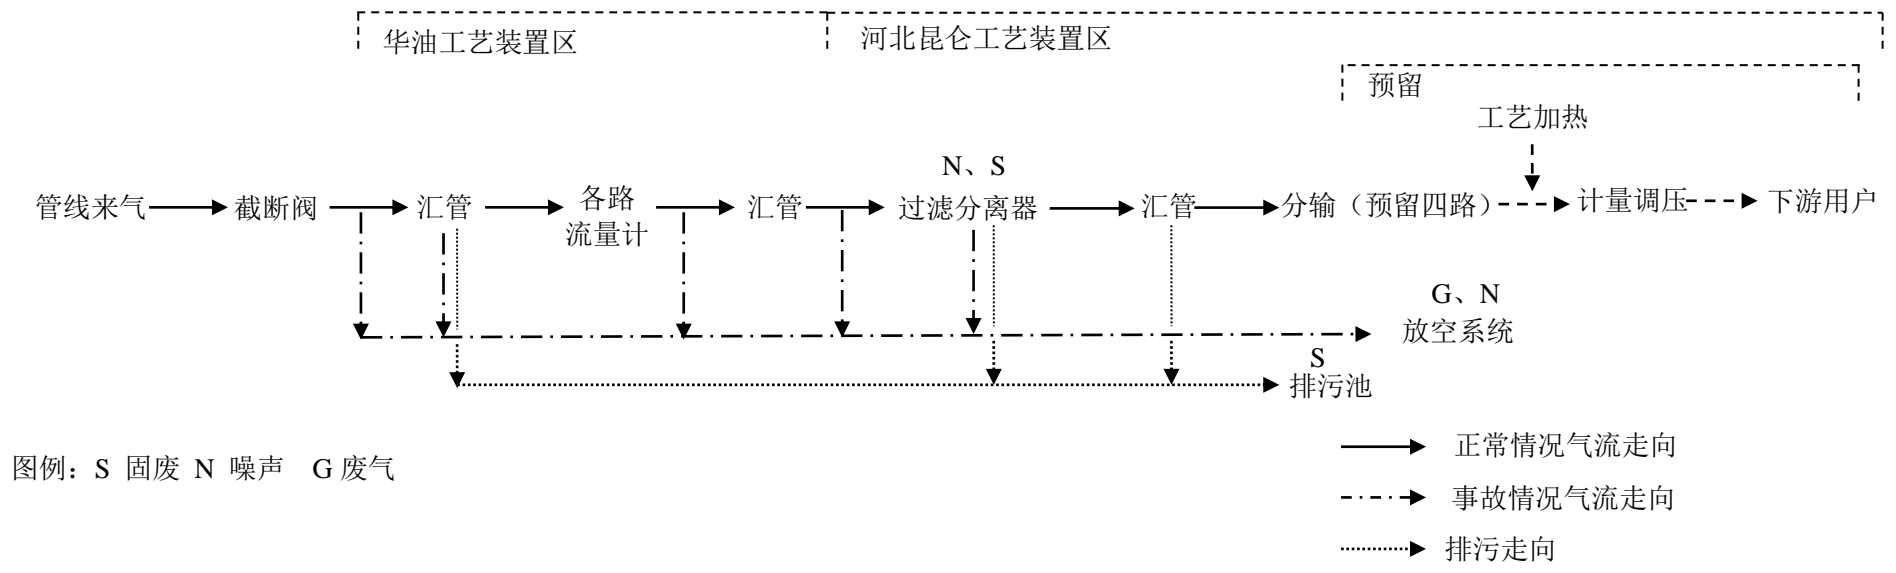 华油工艺装置区
河北昆仑工艺装置区
预留
工艺加热
N、S
管线来气
截断阀
汇管
各路
流量计
汇管
过滤分离器
汇管
分输（预留四路）
计量调压
下游用户
G、N
放空系统
S
排污池
正常情况气流走向
图例：S 固废 N 噪声 G 废气
事故情况气流走向
排污走向